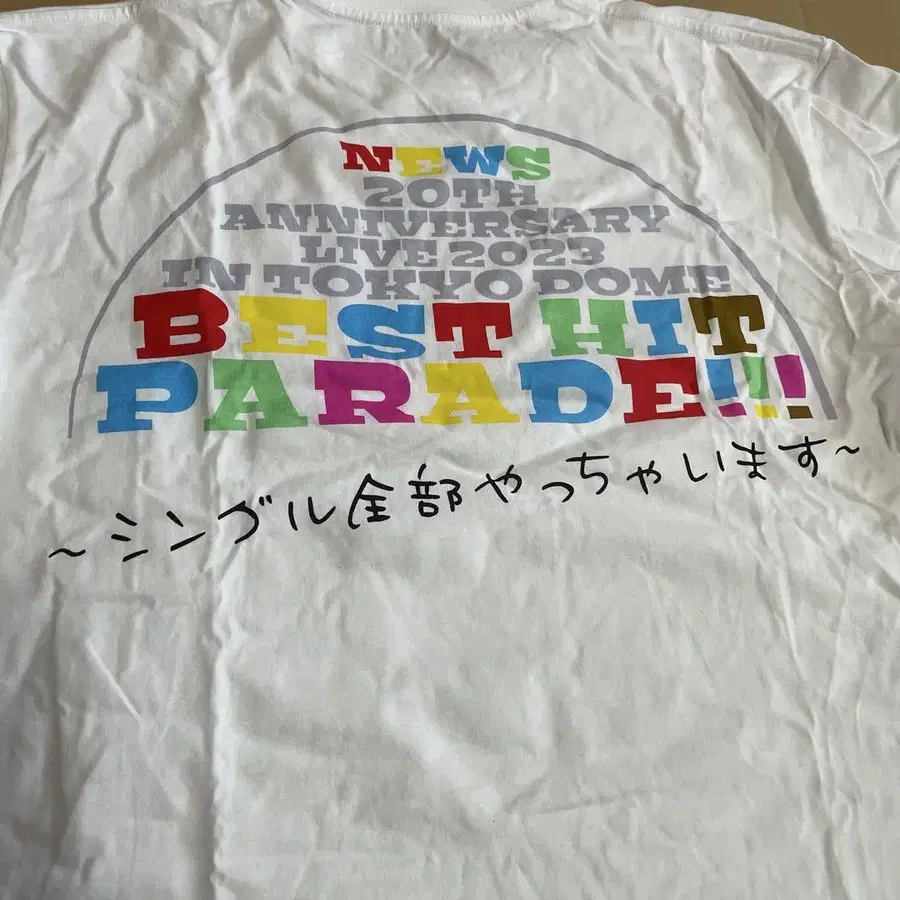 NEWS
20TH
ANNIVERSARY
LIVE 2023
IN TOKYO DOME
BEST HIT
PARADE!!!
~シングル全部やっちゃいます~